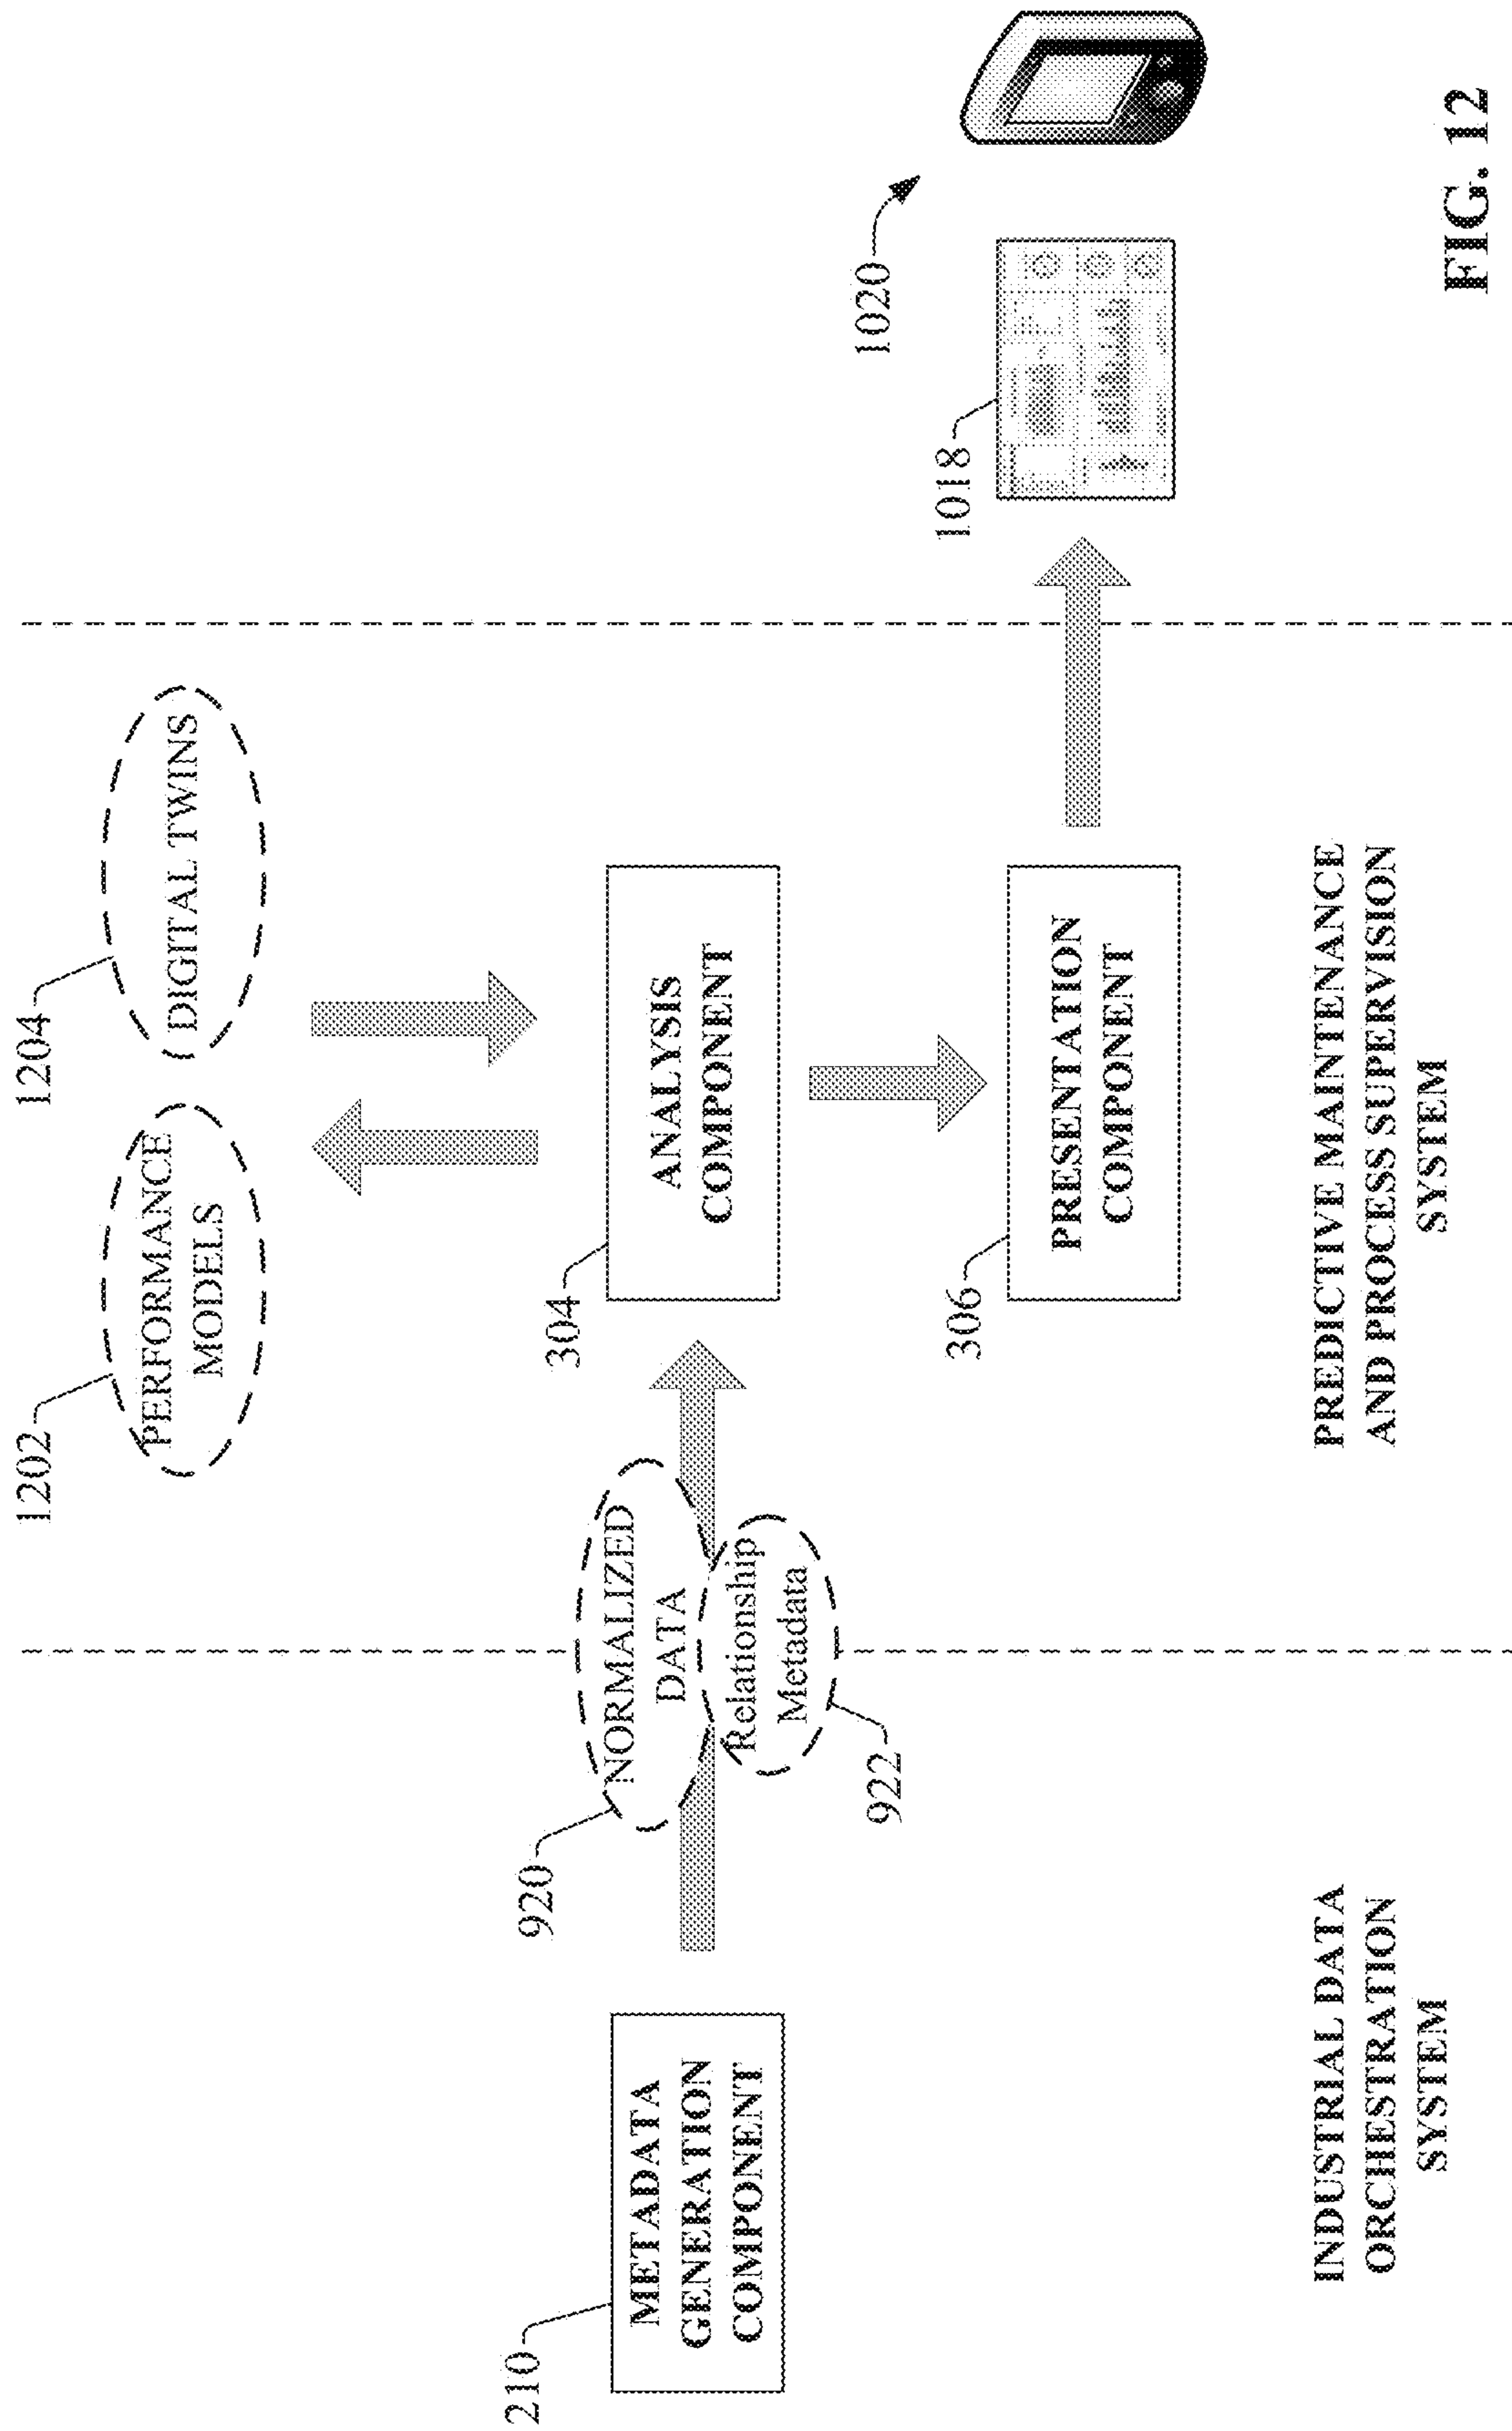 1202
1204
PERFORMANCE
MODELS
DIGITAL TWINS
920
NORMALIZED
DATA
Relationship
Metadata
922
210
METADATA
GENERATION
COMPONENT
304
ANALYSIS
COMPONENT
306
PRESENTATION
COMPONENT
1018
1020
INDUSTRIAL DATA
ORCHESTRATION
SYSTEM
PREDICTIVE MAINTENANCE
AND PROCESS SUPERVISION
SYSTEM
FIG. 12